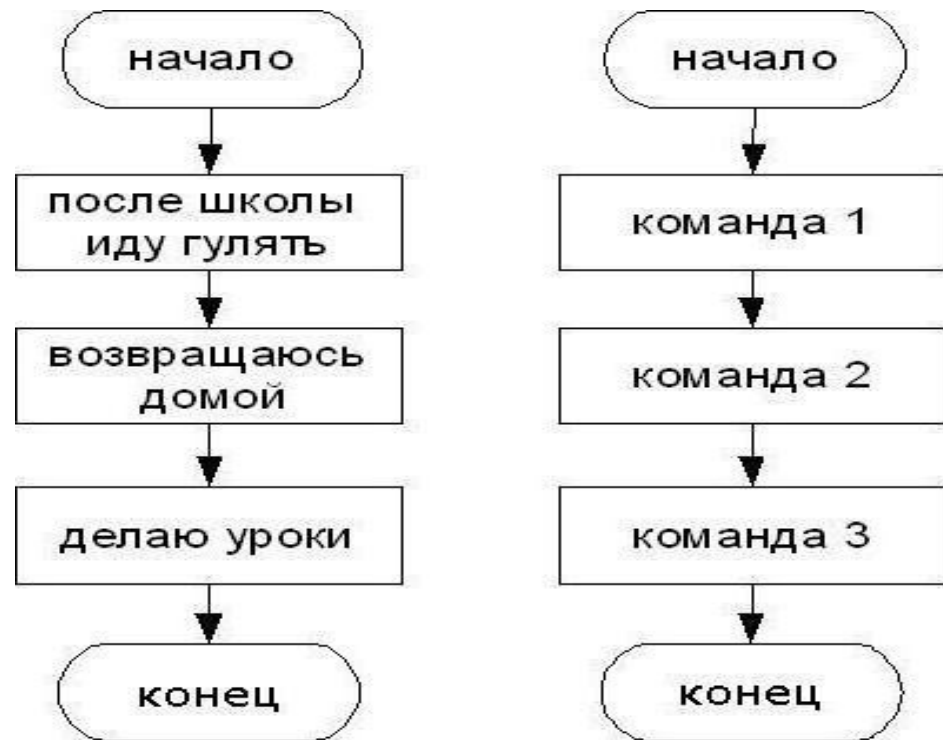 начало
после школы
иду гулять
возвращаюсь
домой
делаю уроки
конец
начало
команда 1
команда 2
команда 3
конец